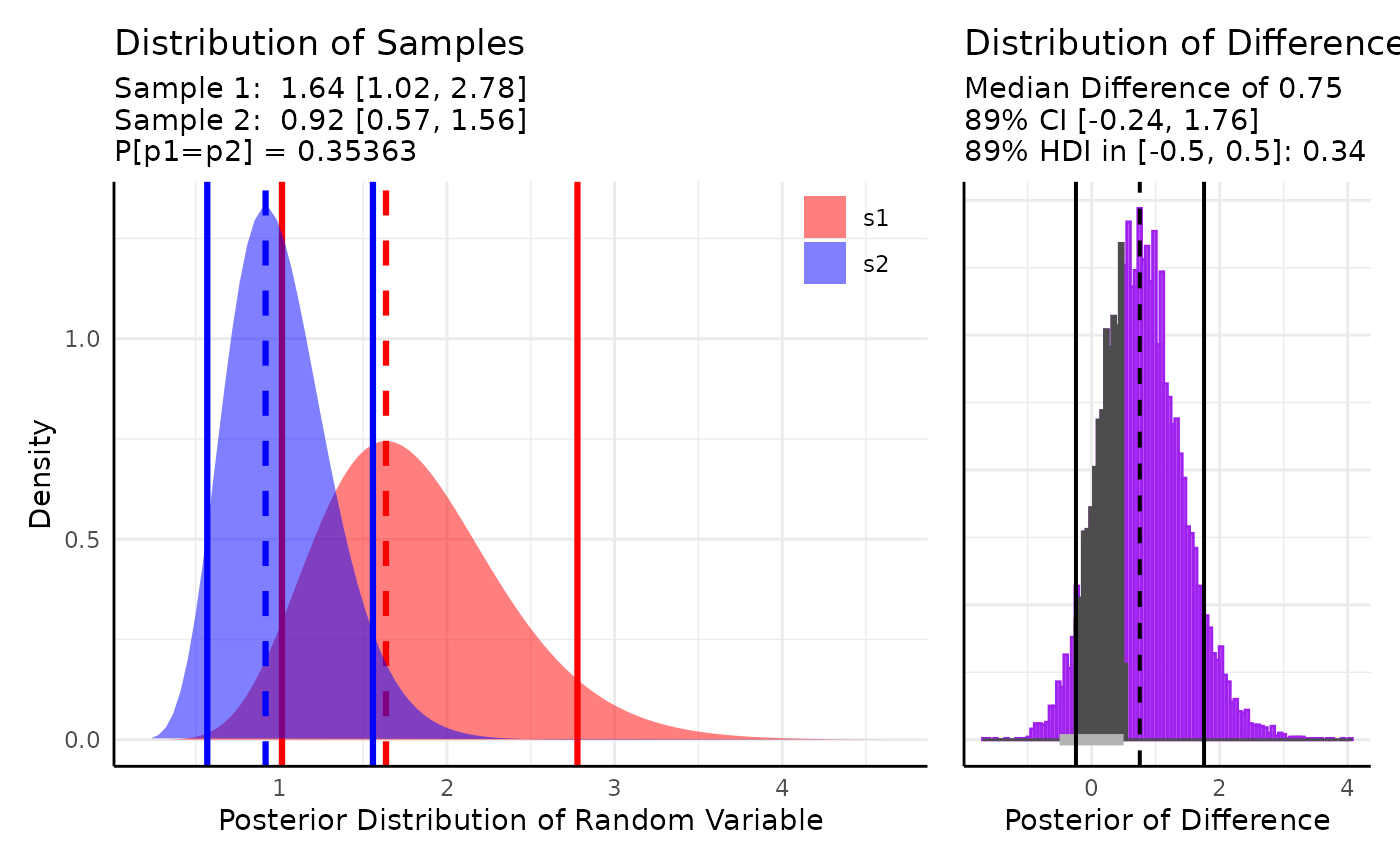 Distribution of Samples
Sample 1:  1.64 [1.02, 2.78]
Sample 2:  0.92 [0.57, 1.56]
P[p1=p2] = 0.35363
s1
s2
Density
1.0
0.5
0.0
1 2 3 4
Posterior Distribution of Random Variable
Distribution of Difference
Median Difference of 0.75
89% CI [-0.24, 1.76]
89% HDI in [-0.5, 0.5]: 0.34
0 2 4
Posterior of Difference